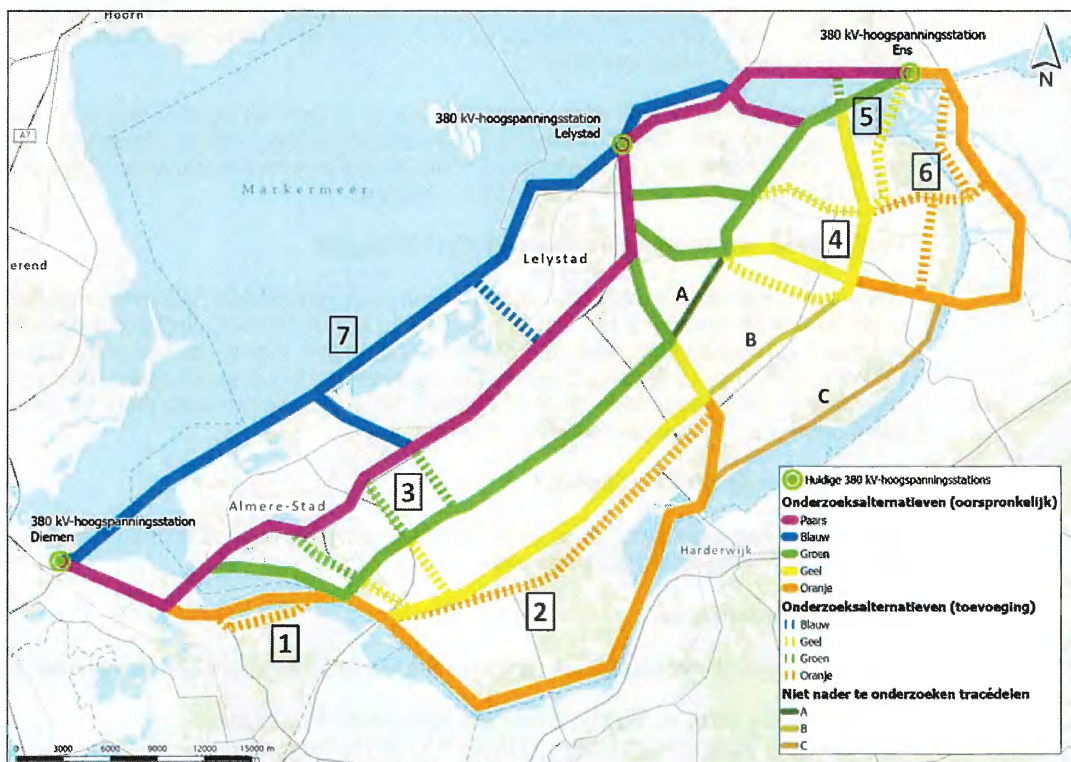 Hoorn
380 kV-hoogspanningsstation
Ens
N
A7
380 kV-hoogspanningsstation
Lelystad
5
Markermeer
6
erend
4
Lelystad
A
7
B
C
3
Almere-Stad
380 kV-hoogspanningsstation
Diemen
Harderwijk
2
1
Huidige 380 kV-hoogspanningsstations
Onderzoeksalternatieven (oorspronkelijk)
Paars
Blauw
Groen
Geel
Oranje
Onderzoeksalternatieven (toevoeging)
Blauw
Geel
Groen
Oranje
Niet nader te onderzoeken tracédelen
A
B
C
0 3000 6000 9000 12000 15000 m